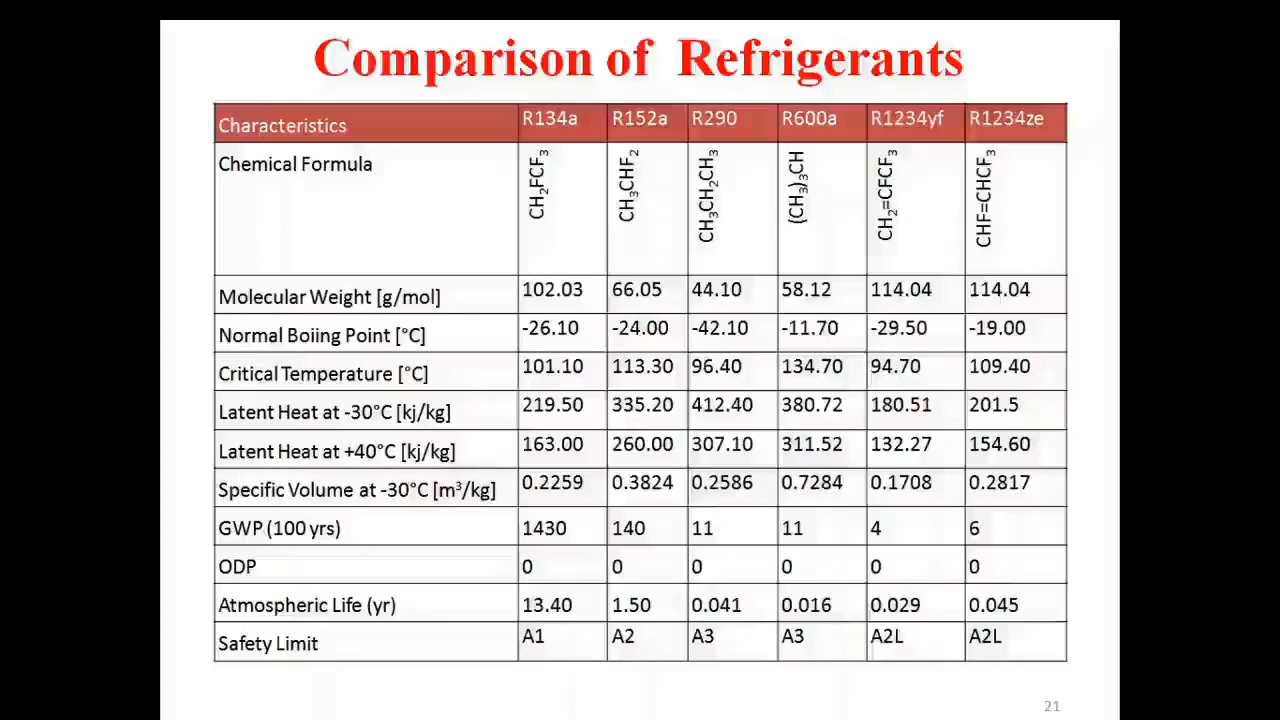 Comparison of Refrigerants
Characteristics R134a R152a R290 R600a R1234yf R1234ze
Chemical Formula CH₂FCF₃ CH₃CHF₂ CH₃CH₂CH₃ (CH₃)₃CH CH₂=CFCF₃ CHF=CHCF₃
Molecular Weight [g/mol] 102.03 66.05 44.10 58.12 114.04 114.04
Normal Boiing Point [°C] -26.10 -24.00 -42.10 -11.70 -29.50 -19.00
Critical Temperature [°C] 101.10 113.30 96.40 134.70 94.70 109.40
Latent Heat at -30°C [kj/kg] 219.50 335.20 412.40 380.72 180.51 201.5
Latent Heat at +40°C [kj/kg] 163.00 260.00 307.10 311.52 132.27 154.60
Specific Volume at -30°C [m³/kg] 0.2259 0.3824 0.2586 0.7284 0.1708 0.2817
GWP (100 yrs) 1430 140 11 11 4 6
ODP 0 0 0 0 0 0
Atmospheric Life (yr) 13.40 1.50 0.041 0.016 0.029 0.045
Safety Limit A1 A2 A3 A3 A2L A2L
21